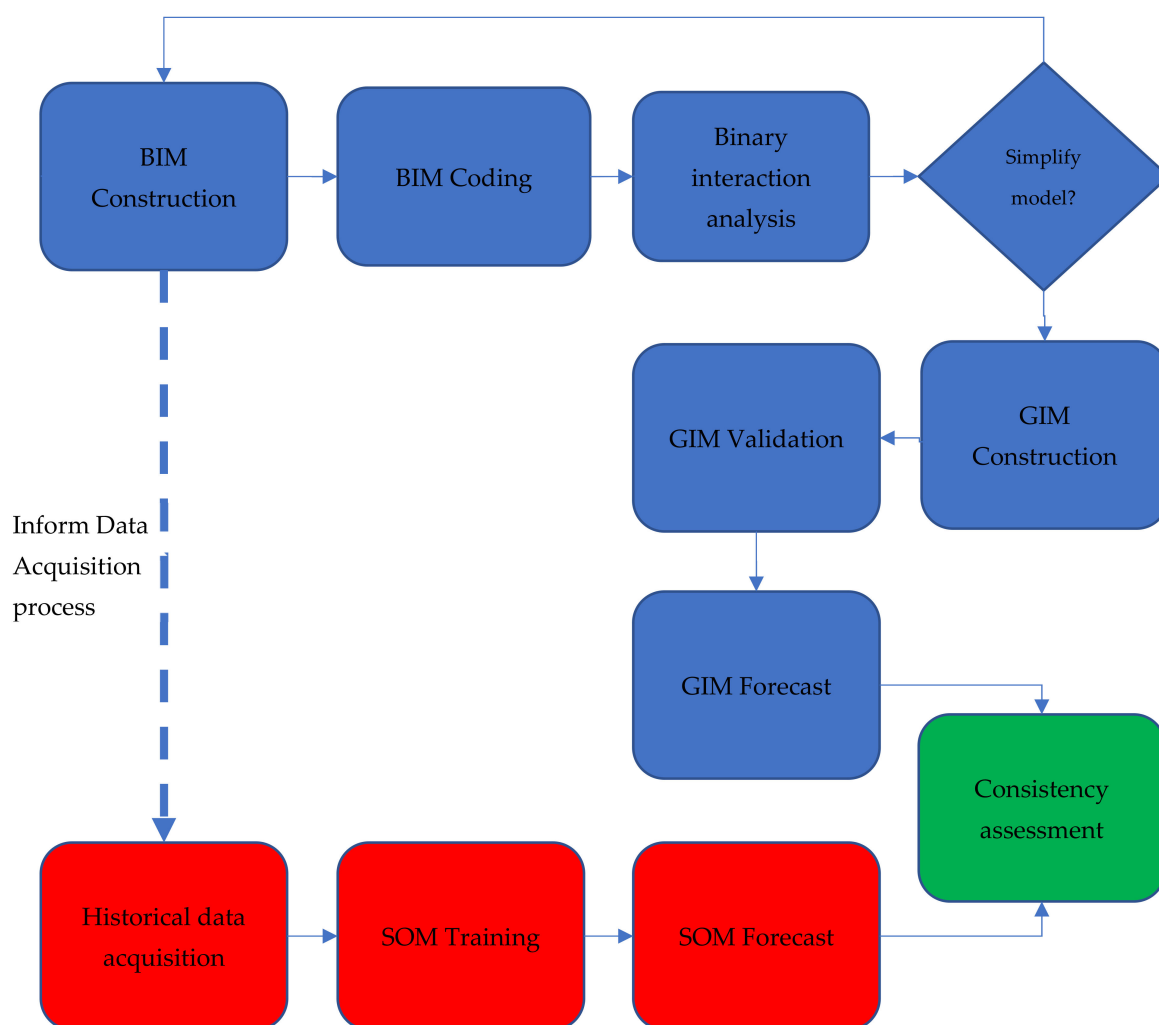 BIM
Construction
BIM Coding
Binary
interaction
analysis
Simplify
model?
GIM Validation
GIM
Construction
Inform Data
Acquisition
process
GIM Forecast
Consistency
assessment
Historical data
acquisition
SOM Training
SOM Forecast